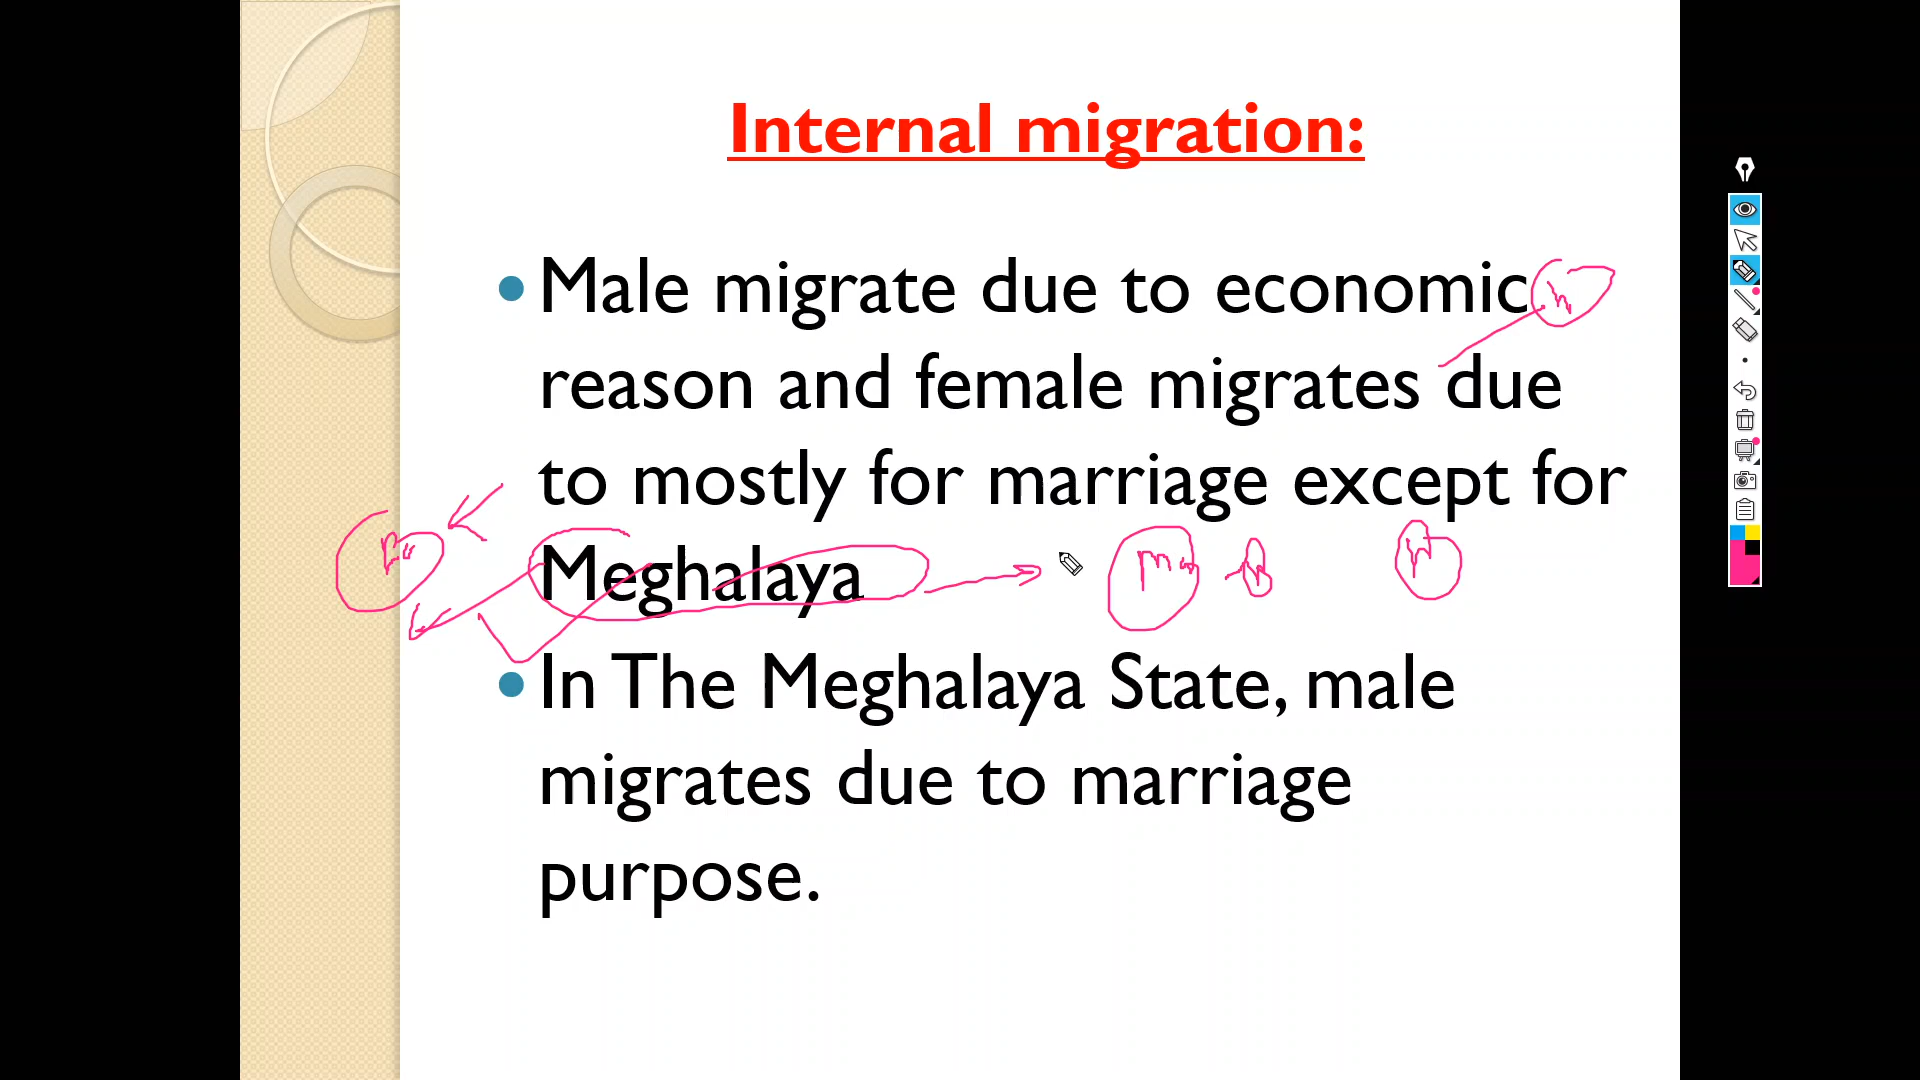 Internal migration:
Male migrate due to economic
reason and female migrates due
to mostly for marriage except for
Meghalaya
In The Meghalaya State, male
migrates due to marriage
purpose.